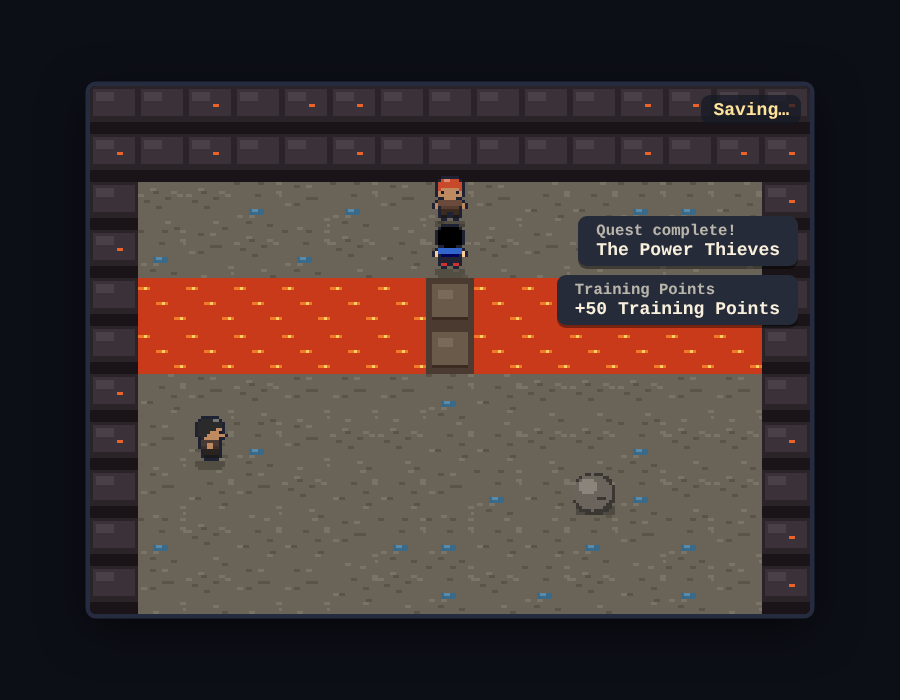 Saving…
Quest complete!
The Power Thieves
Training Points
+50 Training Points